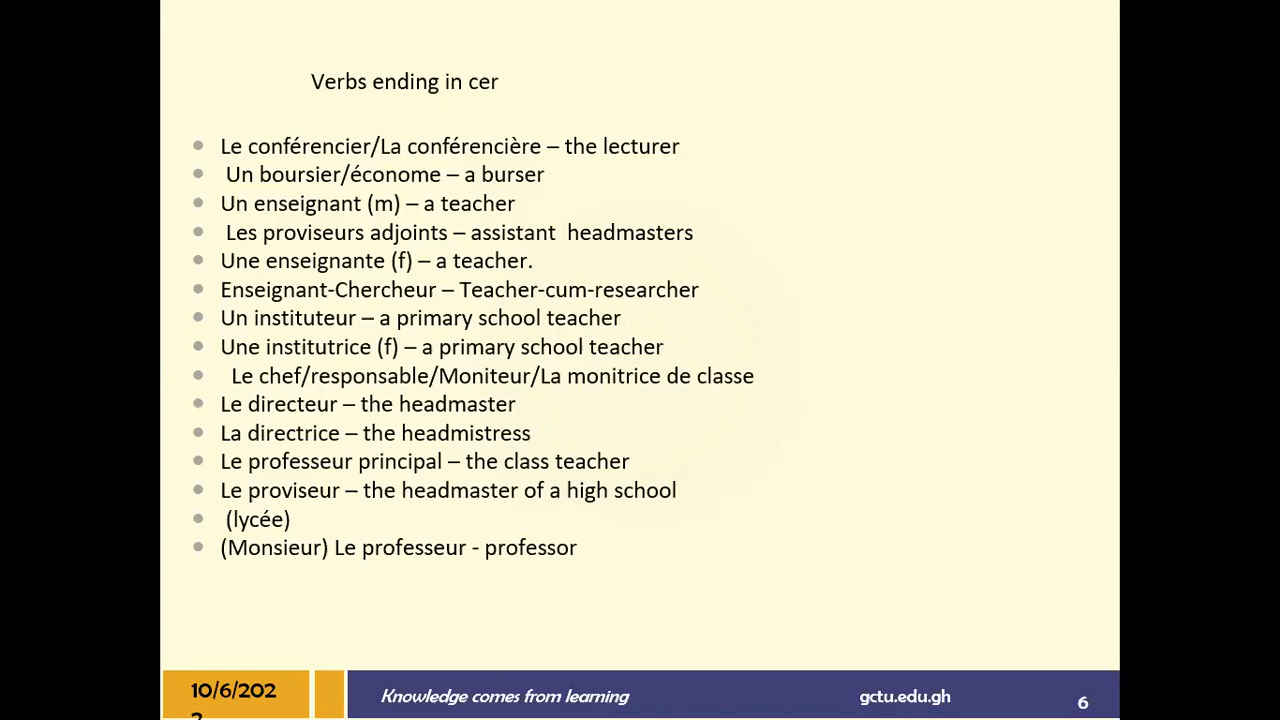 Verbs ending in cer
Le conférencier/La conférencière – the lecturer
Un boursier/économe – a burser
Un enseignant (m) – a teacher
Les proviseurs adjoints – assistant headmasters
Une enseignante (f) – a teacher.
Enseignant-Chercheur – Teacher-cum-researcher
Un instituteur – a primary school teacher
Une institutrice (f) – a primary school teacher
Le chef/responsable/Moniteur/La monitrice de classe
Le directeur – the headmaster
La directrice – the headmistress
Le professeur principal – the class teacher
Le proviseur – the headmaster of a high school
(lycée)
(Monsieur) Le professeur - professor
10/6/202
Knowledge comes from learning
gctu.edu.gh
6